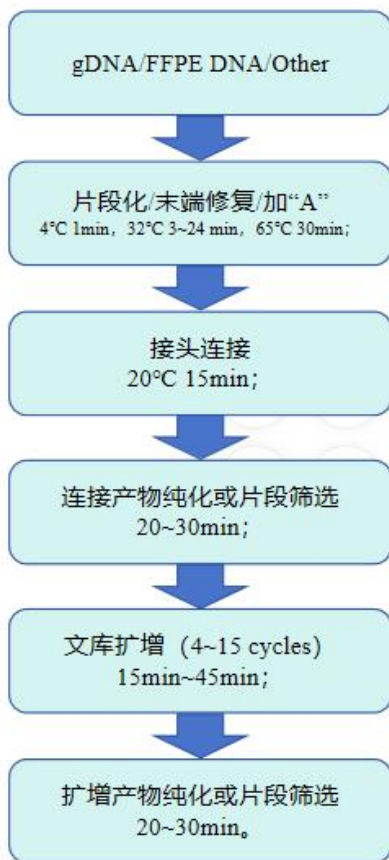 gDNA/FFPE DNA/Other
片段化/末端修复/加“A”
4℃ 1min，32℃ 3~24 min，65℃ 30min；
接头连接
20℃ 15min；
连接产物纯化或片段筛选
20~30min；
文库扩增（4~15 cycles）
15min~45min；
扩增产物纯化或片段筛选
20~30min。